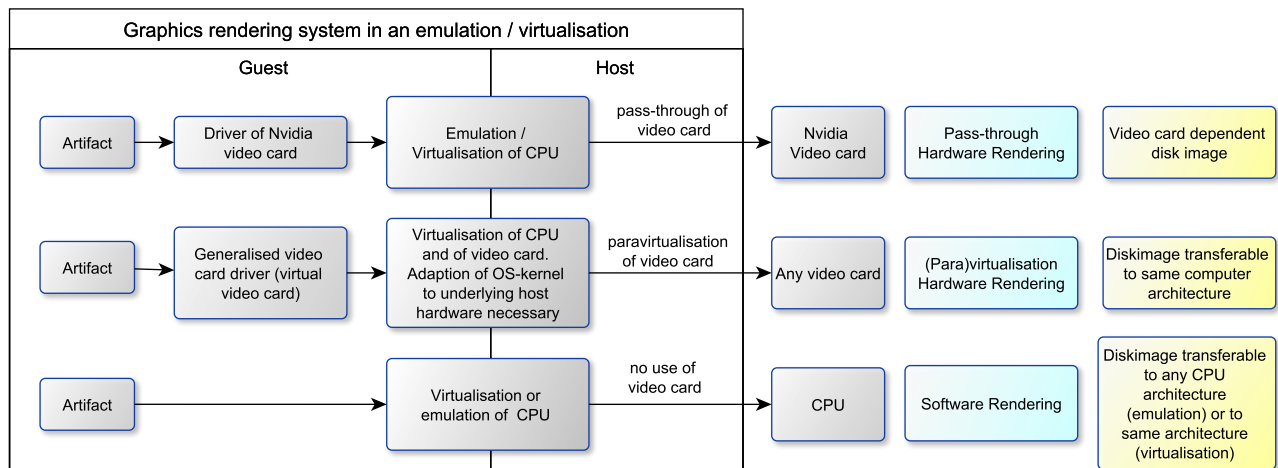 Graphics rendering system in an emulation / virtualisation
Guest
Host
Artifact
Driver of Nvidia
video card
Emulation /
Virtualisation of CPU
pass-through of
video card
Nvidia
Video card
Pass-through
Hardware Rendering
Video card dependent
disk image
Artifact
Generalised video
card driver (virtual
video card)
Virtualisation of CPU
and of video card.
Adaption of OS-kernel
to underlying host
hardware necessary
paravirtualisation
of video card
Any video card
(Para)virtualisation
Hardware Rendering
Diskimage transferable
to same computer
architecture
Artifact
Virtualisation or
emulation of CPU
no use of
video card
CPU
Software Rendering
Diskimage transferable
to any CPU
architecture
(emulation) or to
same architecture
(virtualisation)